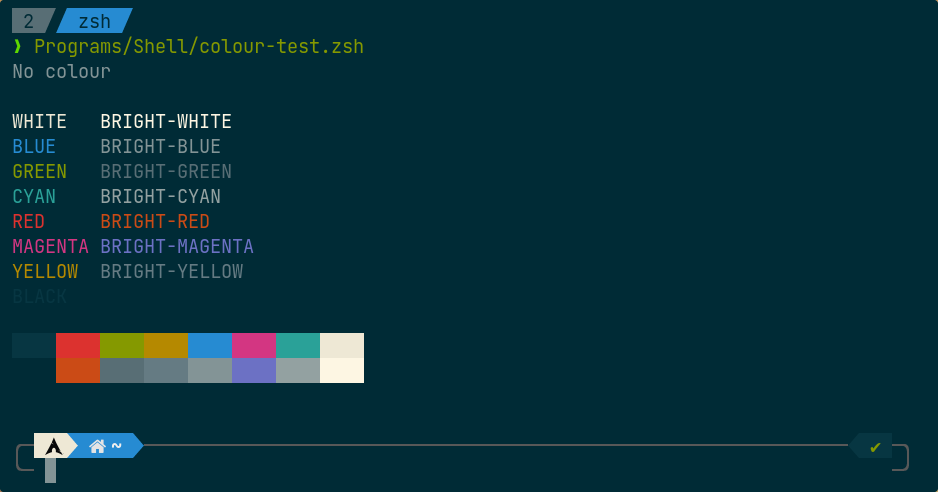 2 zsh
❯ Programs/Shell/colour-test.zsh
No colour
WHITE BRIGHT-WHITE
BLUE BRIGHT-BLUE
GREEN BRIGHT-GREEN
CYAN BRIGHT-CYAN
RED BRIGHT-RED
MAGENTA BRIGHT-MAGENTA
YELLOW BRIGHT-YELLOW
BLACK
~ ✔